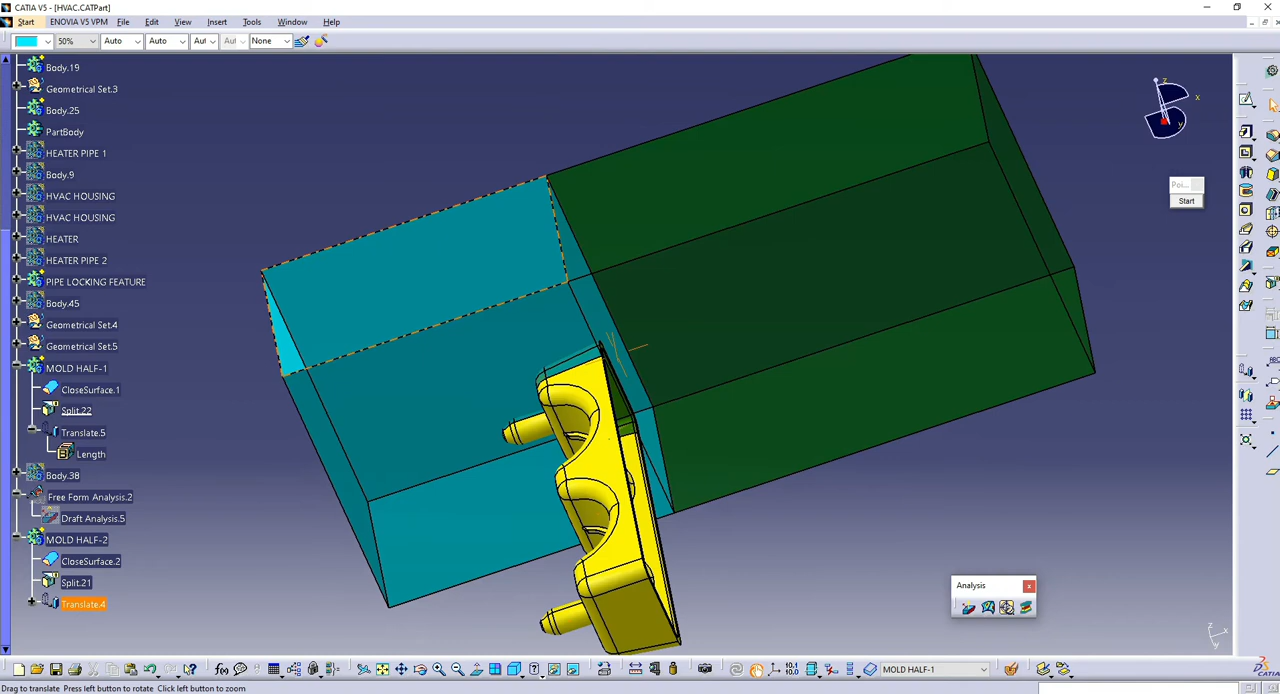 CATIA V5 - [HVAC.CATPart]
Start ENOVIA V5 VPM File Edit View Insert Tools Window Help
50% Auto Auto Aut Aut None
Body.19
Geometrical Set.3
Body.25
PartBody
HEATER PIPE 1
Body.9
HVAC HOUSING
HVAC HOUSING
HEATER
HEATER PIPE 2
PIPE LOCKING FEATURE
Body.45
Geometrical Set.4
Geometrical Set.5
MOLD HALF-1
CloseSurface.1
Split.22
Translate.5
Length
Body.38
Free Form Analysis.2
Draft Analysis.5
MOLD HALF-2
CloseSurface.2
Split.21
Translate.4
z
x
y
Poi...
Start
Analysis
x
z
x
y
f(x)
10.1
MOLD HALF-1
Drag to translate Press left button to rotate Click left button to zoom